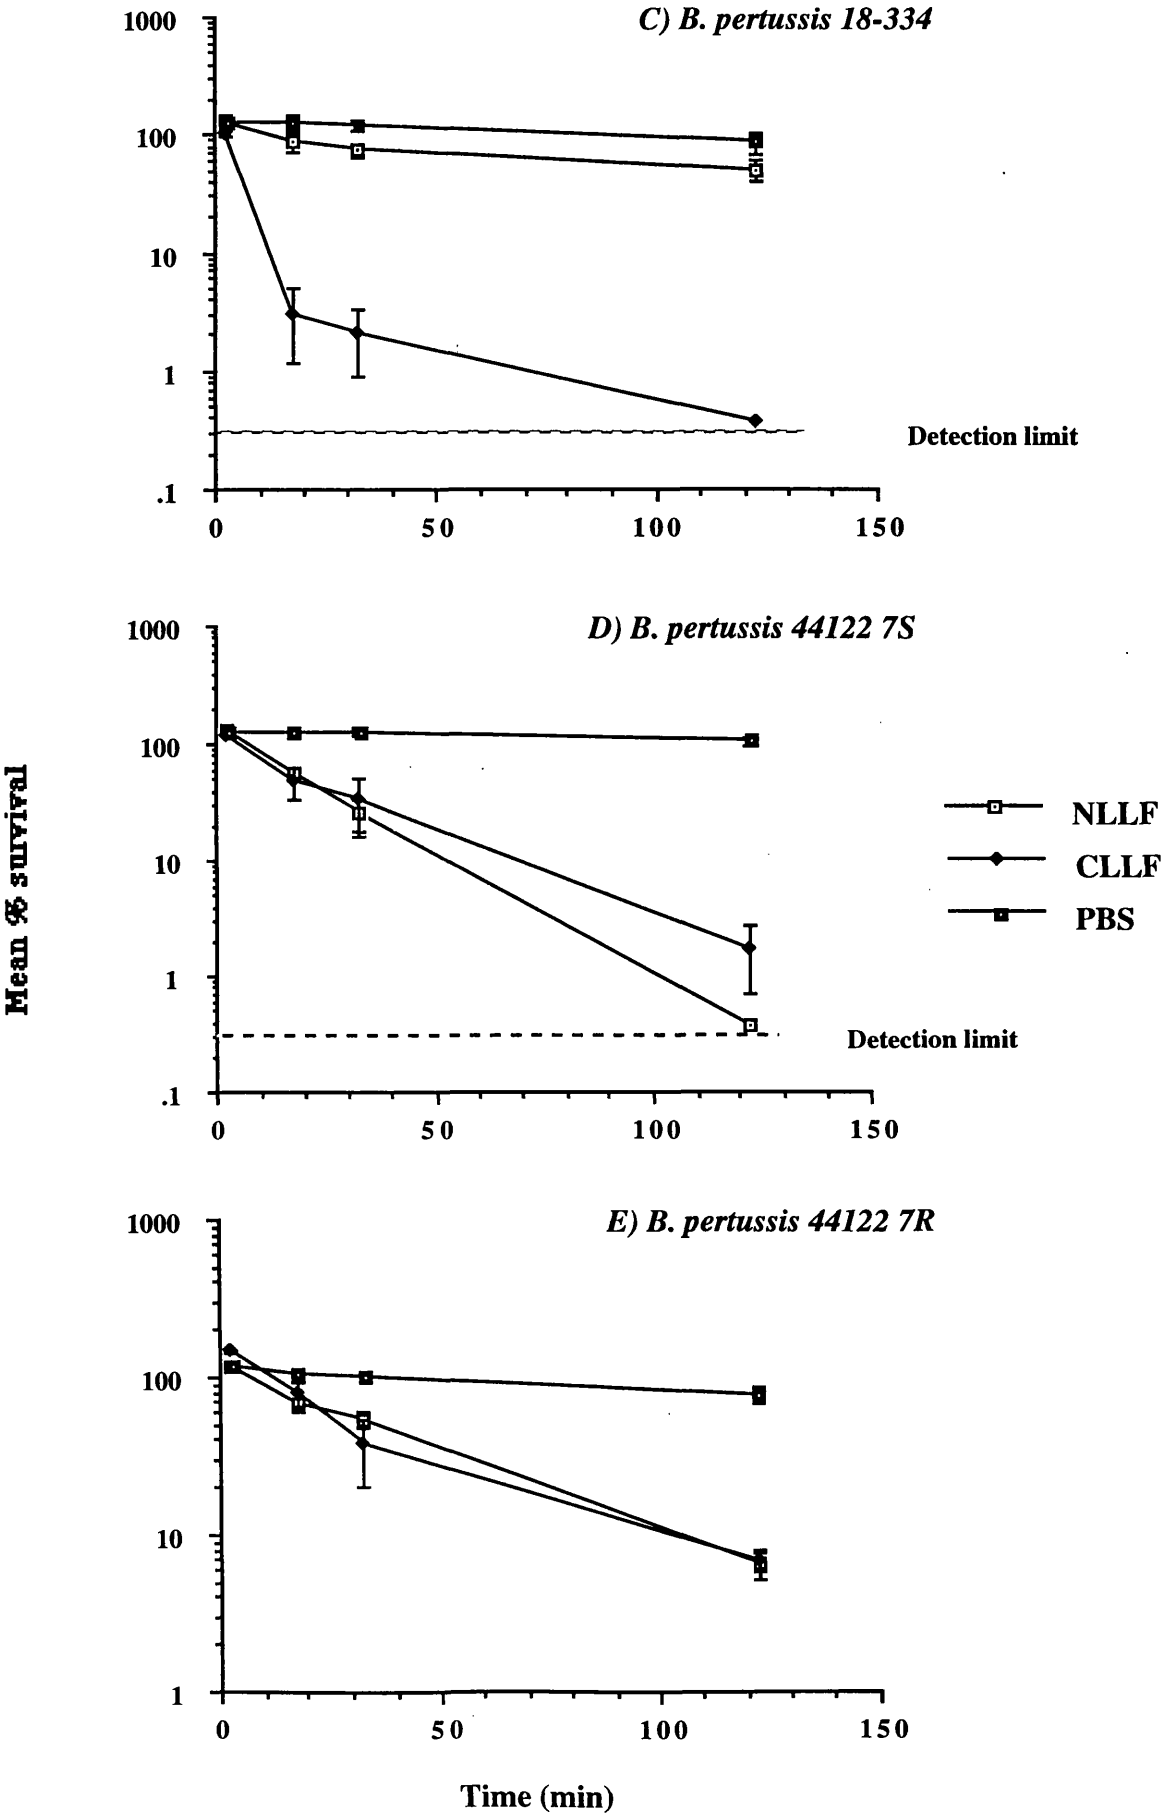 C) B. pertussis 18-334
1000
100
10
1
.1
Detection limit
0 50 100 150
D) B. pertussis 44122 7S
1000
100
10
1
.1
Detection limit
0 50 100 150
Mean % survival
NLLF
CLLF
PBS
E) B. pertussis 44122 7R
1000
100
10
1
0 50 100 150
Time (min)